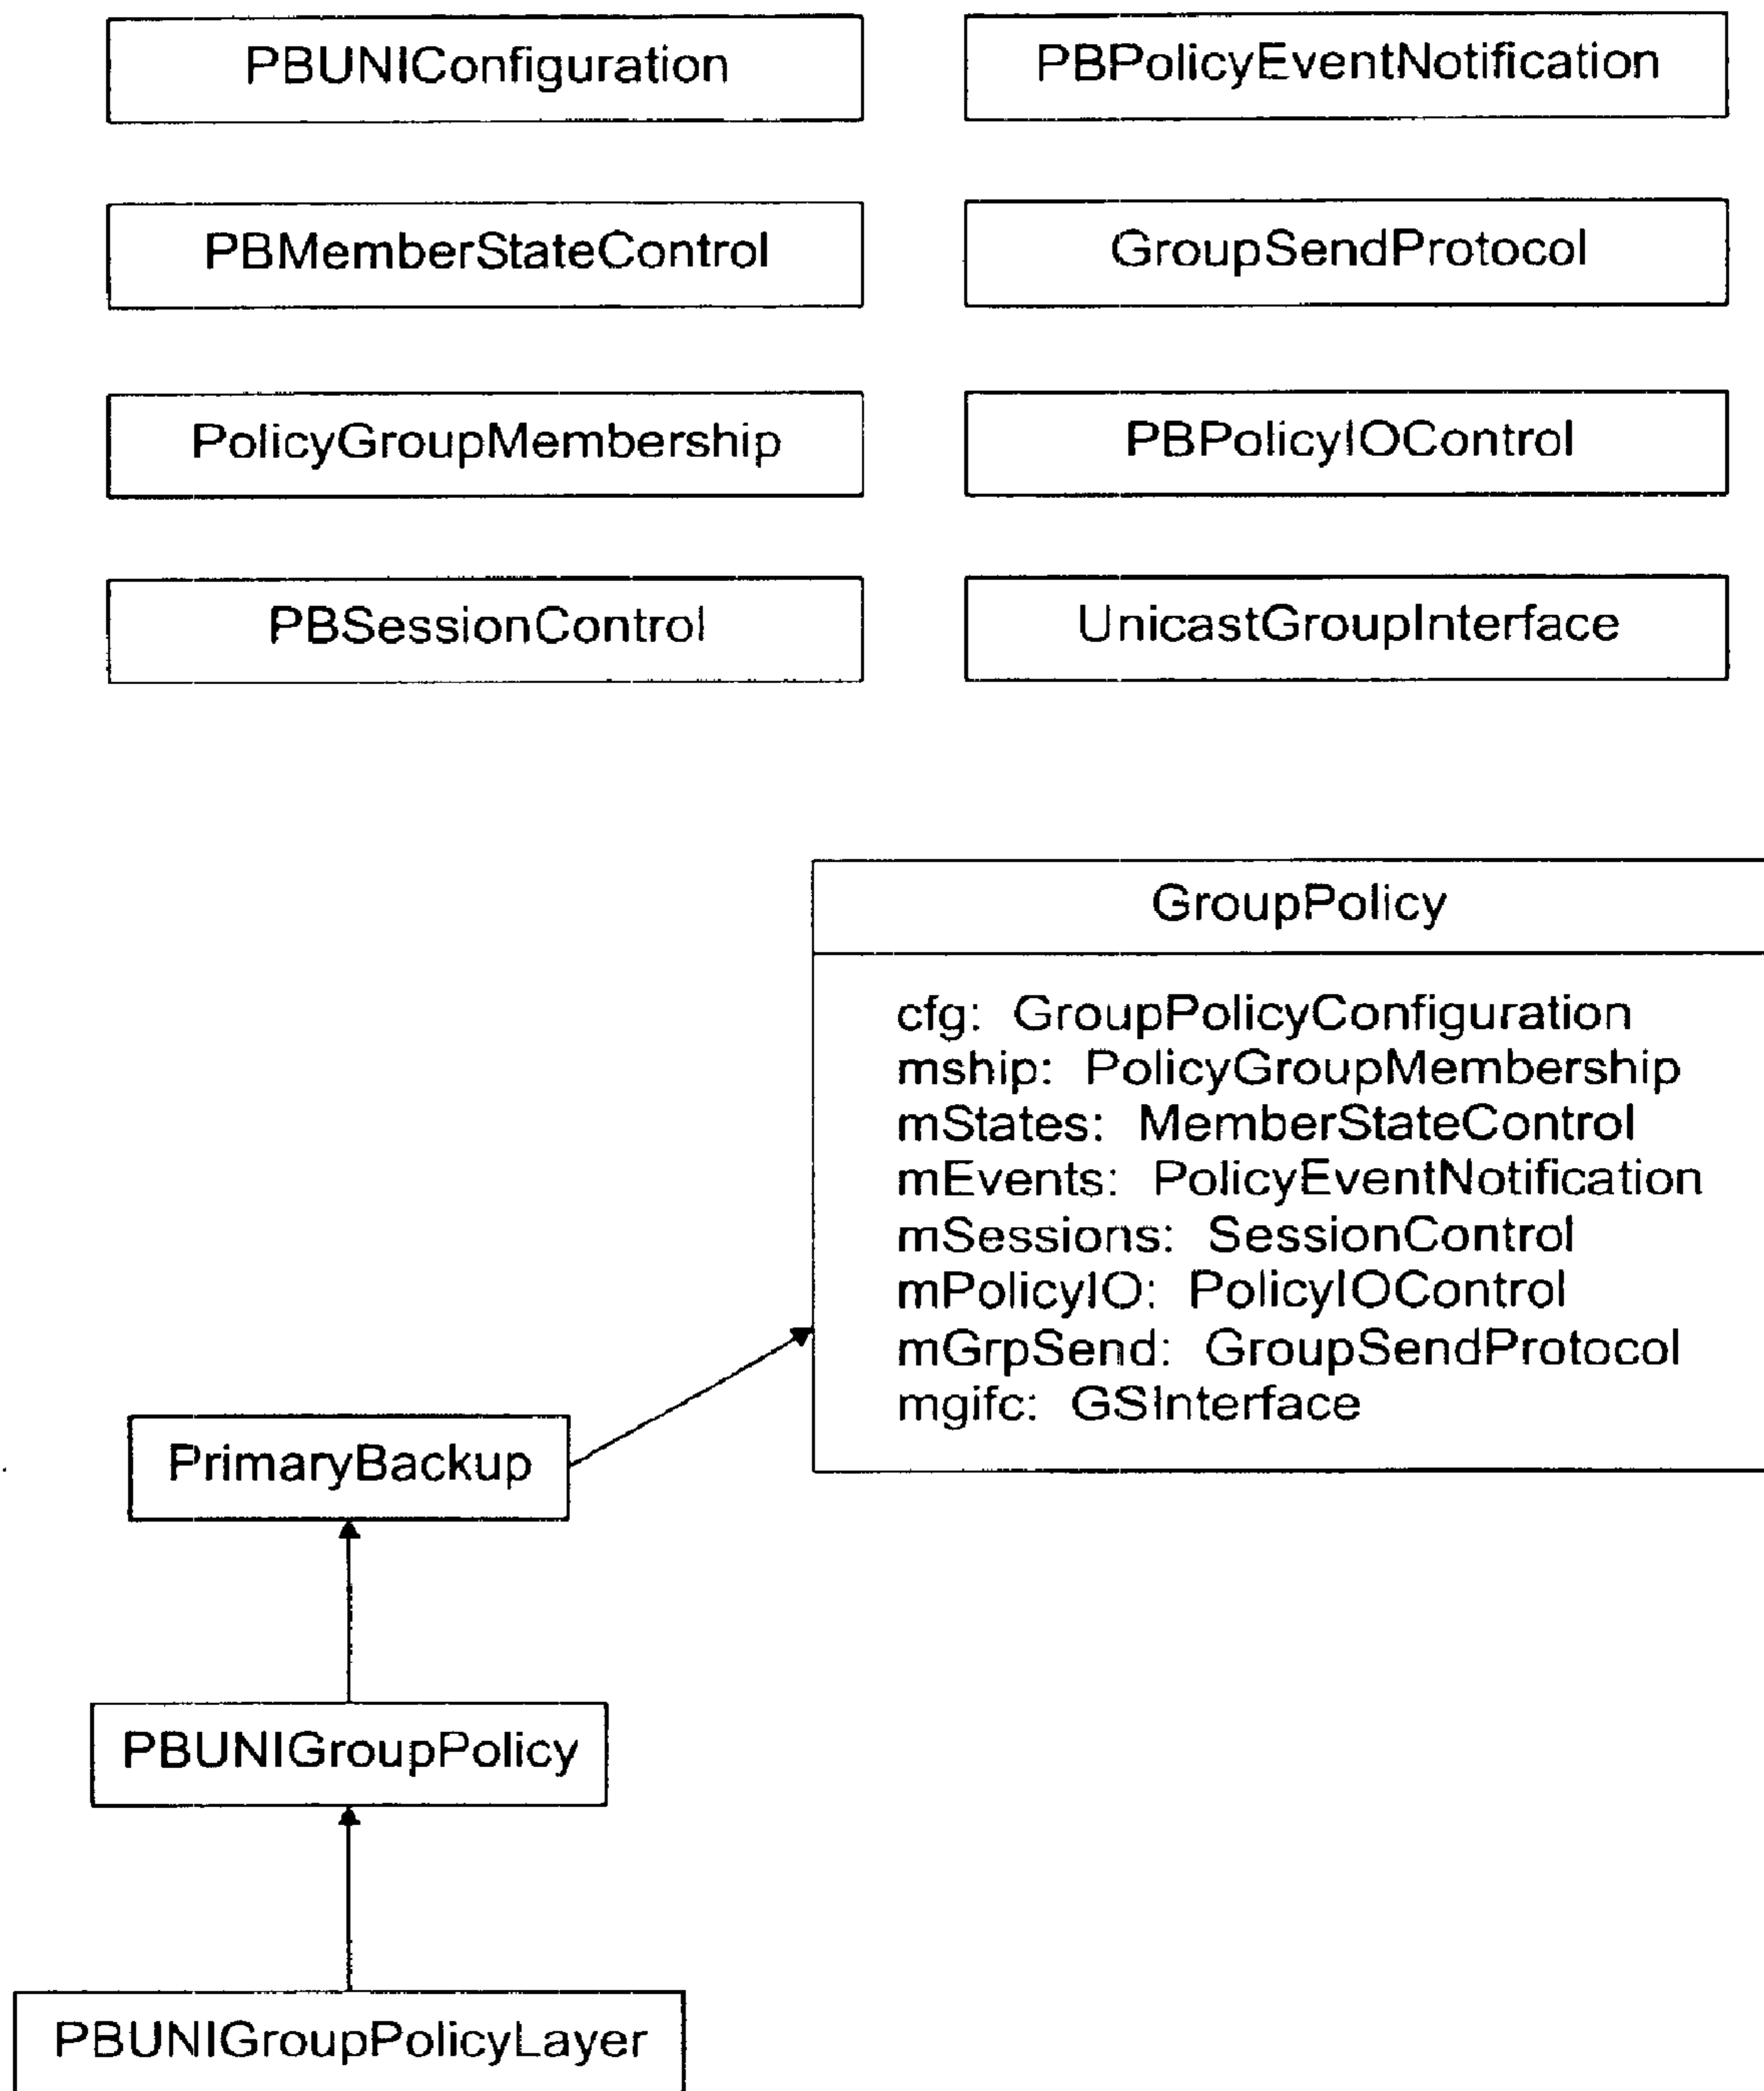 PBUNIConfiguration
PBPolicyEventNotification
PBMemberStateControl
GroupSendProtocol
PolicyGroupMembership
PBPolicyIOControl
PBSessionControl
UnicastGroupInterface
GroupPolicy
cfg: GroupPolicyConfiguration
mship: PolicyGroupMembership
mStates: MemberStateControl
mEvents: PolicyEventNotification
mSessions: SessionControl
mPolicyIO: PolicyIOControl
mGrpSend: GroupSendProtocol
mgifc: GSInterface
PrimaryBackup
PBUNIGroupPolicy
PBUNIGroupPolicyLayer